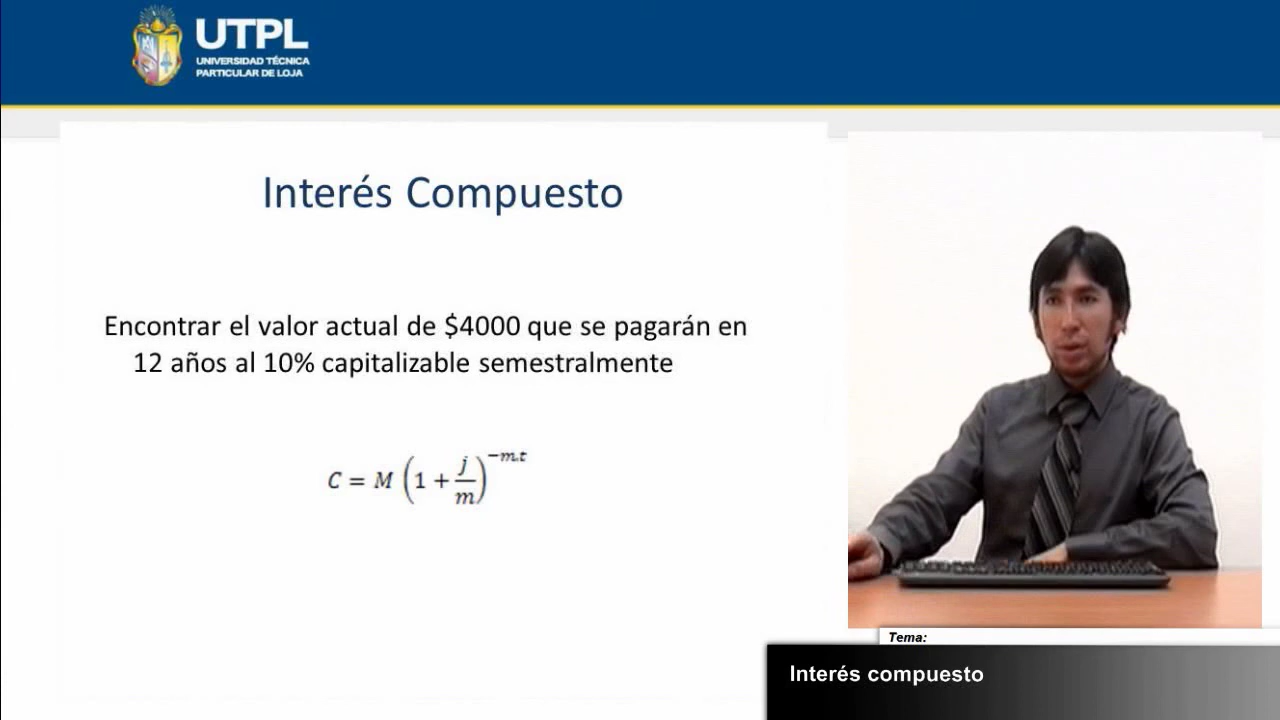 UTPL
UNIVERSIDAD TÉCNICA
PARTICULAR DE LOJA
Interés Compuesto
Encontrar el valor actual de $4000 que se pagarán en
12 años al 10% capitalizable semestralmente
C = M (1 + j/m)^−m.t
Tema:
Interés compuesto